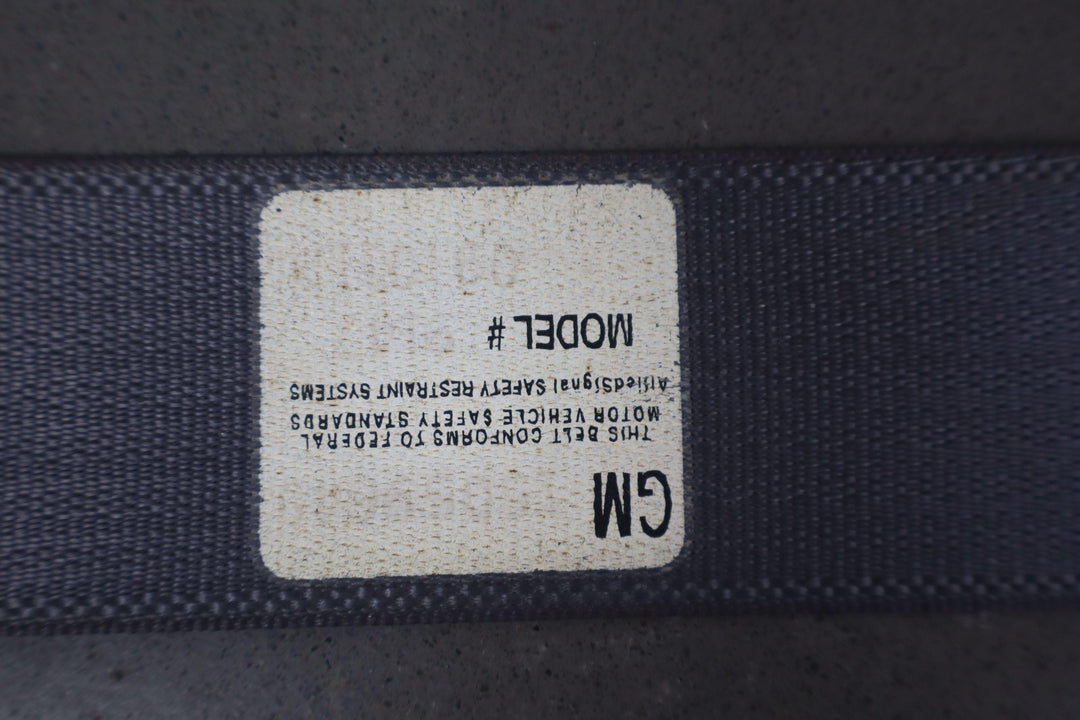 GM
THIS BELT CONFORMS TO FEDERAL
MOTOR VEHICLE SAFETY STANDARDS
AlliedSignal SAFETY RESTRAINT SYSTEMS
MODEL #